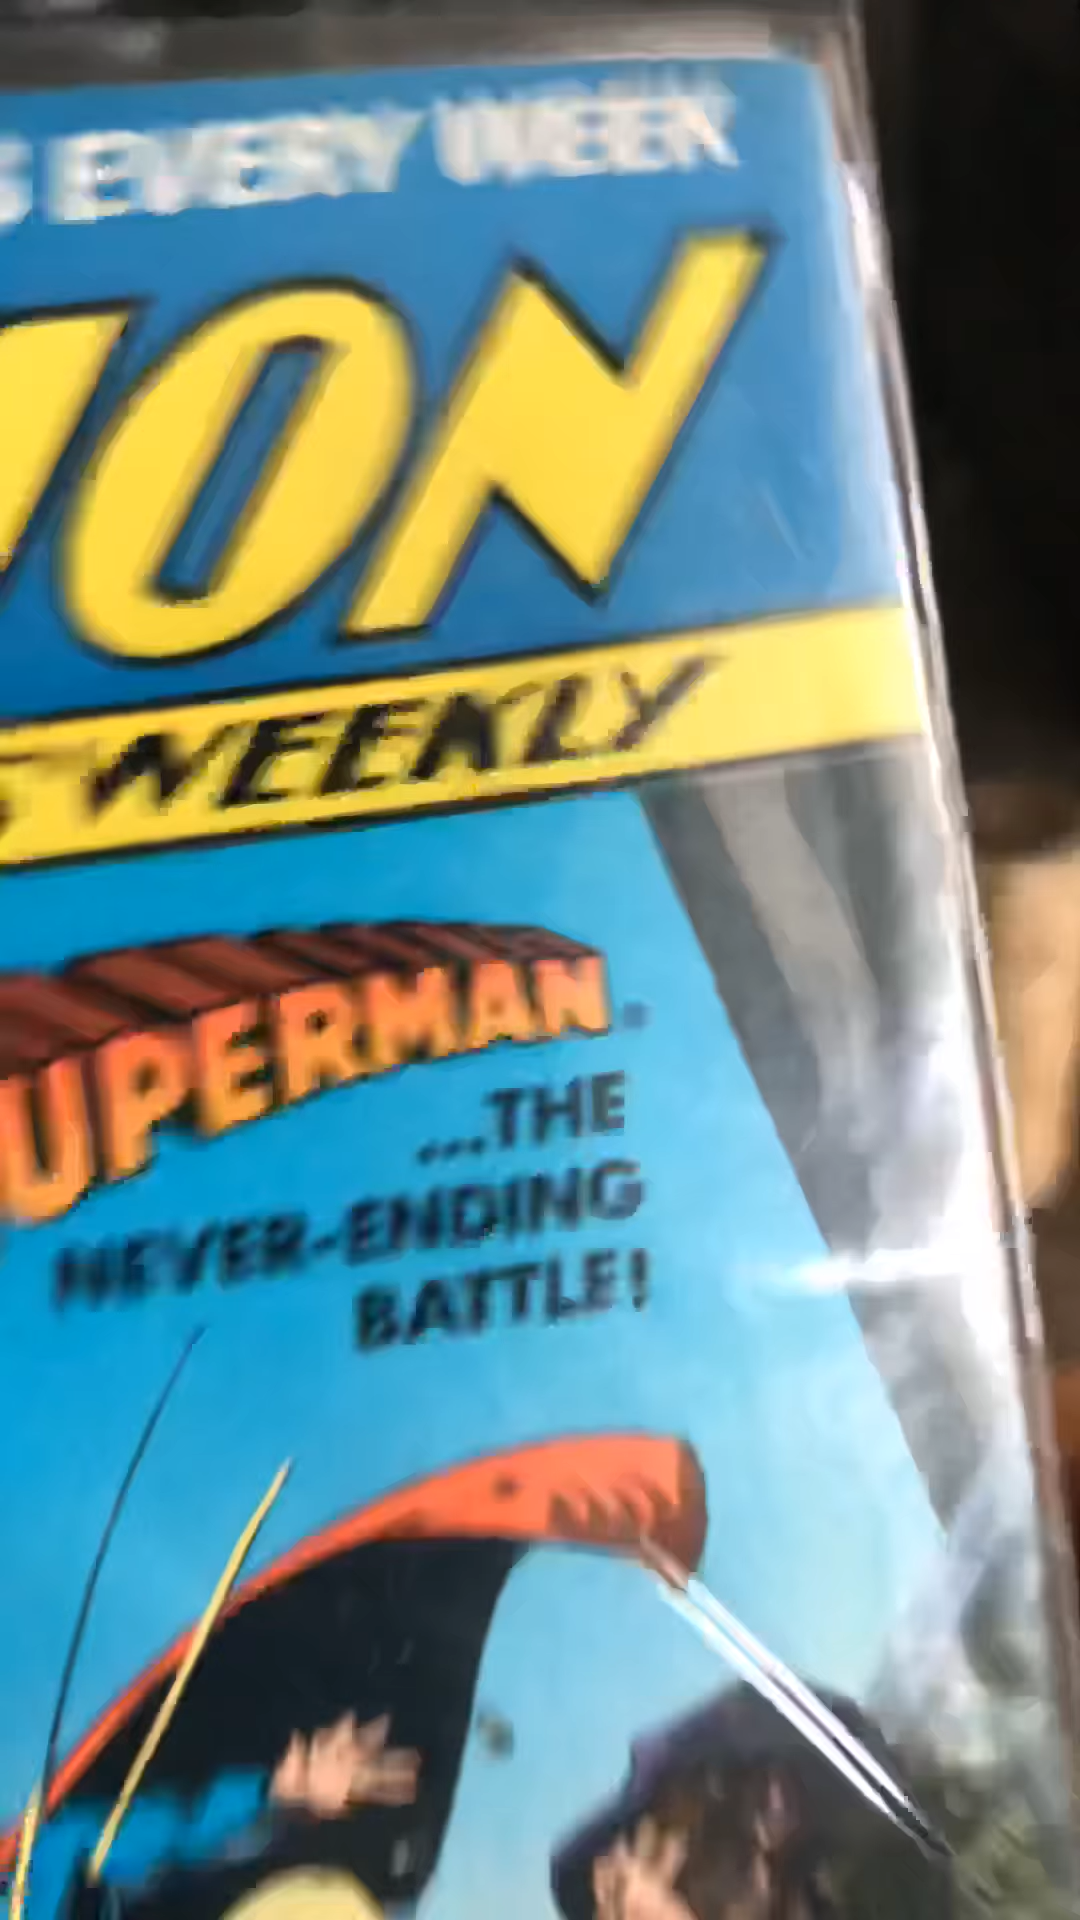 S EVERY WEEK
ION
S WEEKLY
UPERMAN
...THE
NEVER-ENDING
BATTLE!